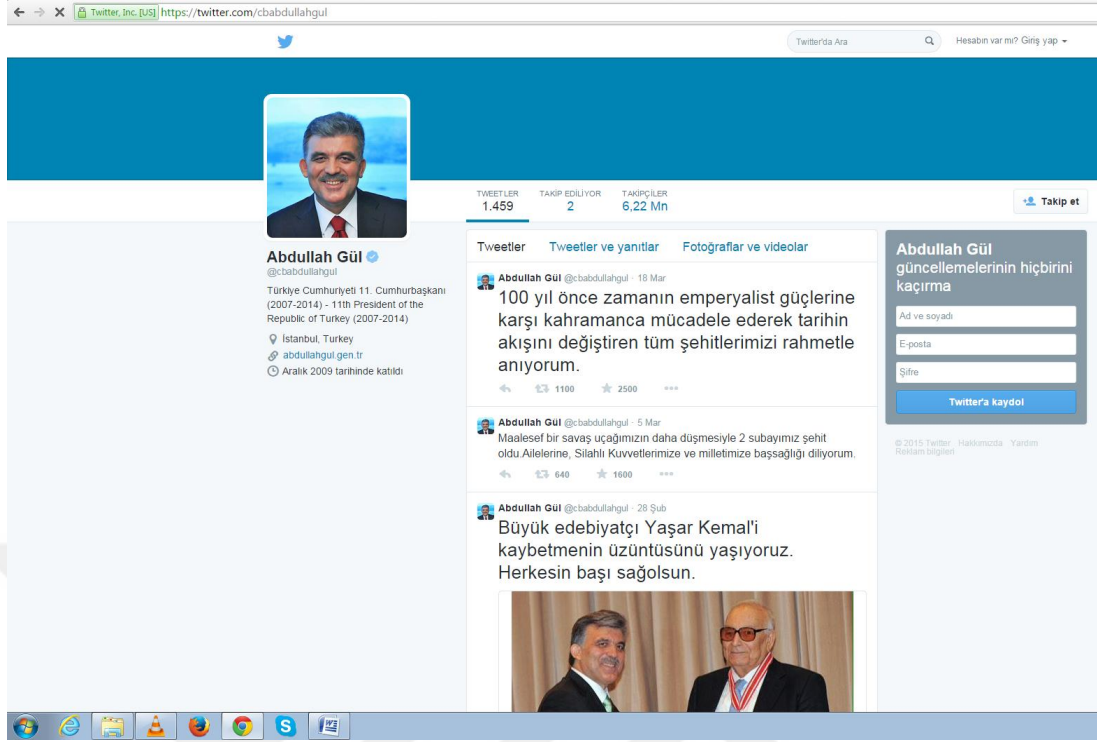 Twitter, Inc. [US] https://twitter.com/cbabdullahgul
Twitter'da Ara
Hesabın var mı? Giriş yap
TWEETLER
1.459
TAKİP EDİLİYOR
2
TAKİPÇİLER
6,22 Mn
Takip et
Abdullah Gül
@cbabdullahgul
Türkiye Cumhuriyeti 11. Cumhurbaşkanı
(2007-2014) - 11th President of the
Republic of Turkey (2007-2014)
İstanbul, Turkey
abdullahgul.gen.tr
Aralık 2009 tarihinde katıldı
Tweetler Tweetler ve yanıtlar Fotoğraflar ve videolar
Abdullah Gül @cbabdullahgul · 18 Mar
100 yıl önce zamanın emperyalist güçlerine
karşı kahramanca mücadele ederek tarihin
akışını değiştiren tüm şehitlerimizi rahmetle
anıyorum.
1100 2500
Abdullah Gül @cbabdullahgul · 5 Mar
Maalesef bir savaş uçağımızın daha düşmesiyle 2 subayımız şehit
oldu.Ailelerine, Silahlı Kuvvetlerimize ve milletimize başsağlığı diliyorum.
640 1600
Abdullah Gül @cbabdullahgul · 28 Şub
Büyük edebiyatçı Yaşar Kemal'i
kaybetmenin üzüntüsünü yaşıyoruz.
Herkesin başı sağolsun.
Abdullah Gül
güncellemelerinin hiçbirini
kaçırma
Ad ve soyadı
E-posta
Şifre
Twitter'a kaydol
© 2015 Twitter Hakkımızda Yardım
Reklam bilgileri